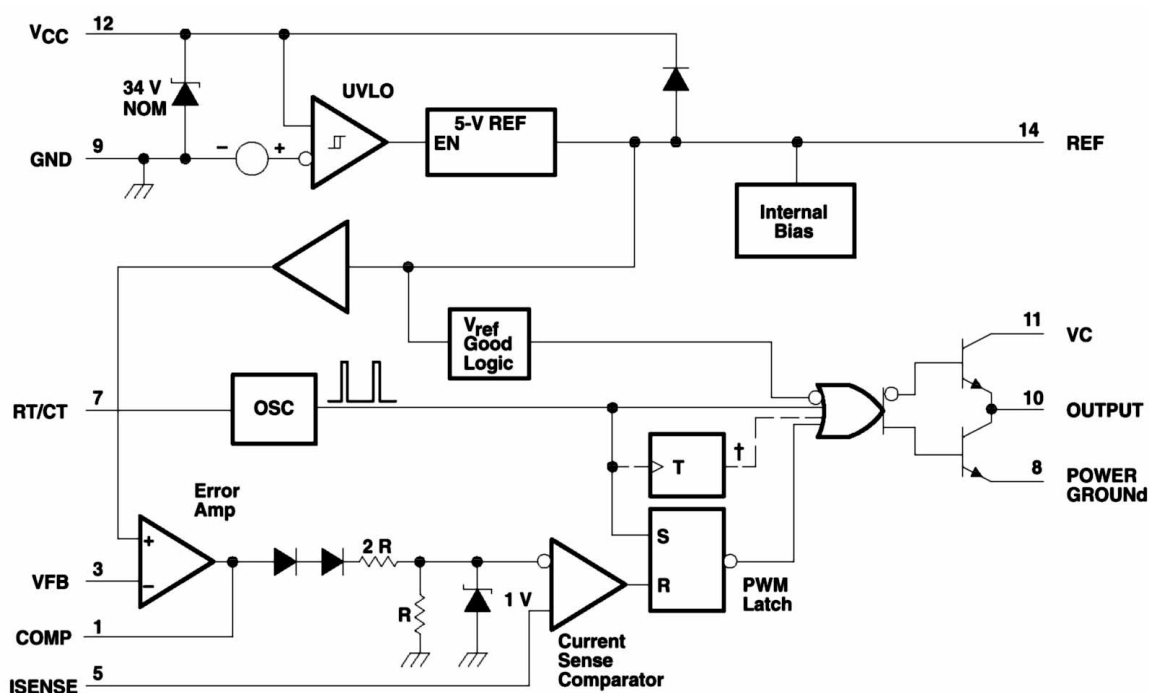 VCC 12
34 V
NOM
UVLO
5-V REF
EN
14 REF
GND 9
- +
Internal
Bias
Vref
Good
Logic
11 VC
RT/CT 7
OSC
10 OUTPUT
T †
8 POWER
GROUNd
Error
Amp
+
−
VFB 3
2 R
R
1 V
S
R
PWM
Latch
COMP 1
Current
Sense
Comparator
ISENSE 5